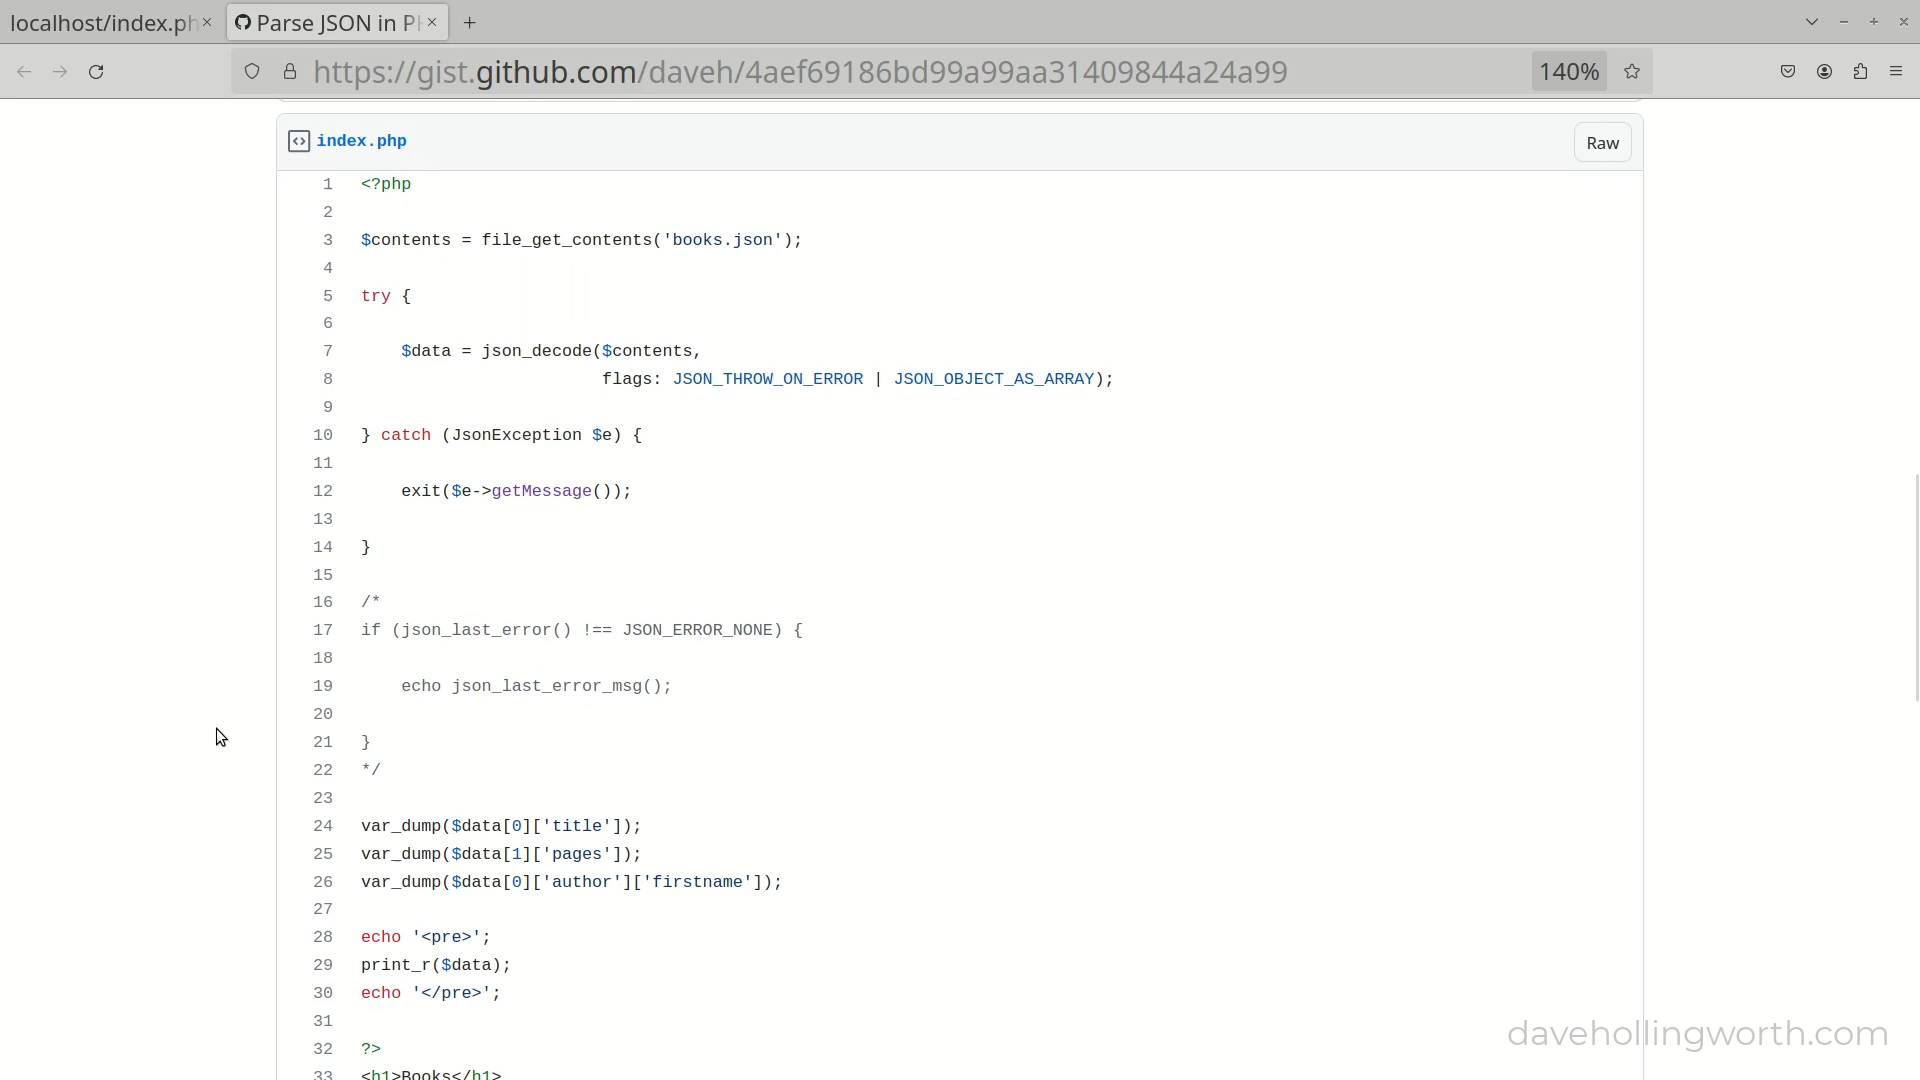 localhost/index.ph
Parse JSON in P
https://gist.github.com/daveh/4aef69186bd99a99aa31409844a24a99
140%
index.php
Raw
1 <?php
2
3 $contents = file_get_contents('books.json');
4
5 try {
6
7 $data = json_decode($contents,
8 flags: JSON_THROW_ON_ERROR | JSON_OBJECT_AS_ARRAY);
9
10 } catch (JsonException $e) {
11
12 exit($e->getMessage());
13
14 }
15
16 /*
17 if (json_last_error() !== JSON_ERROR_NONE) {
18
19 echo json_last_error_msg();
20
21 }
22 */
23
24 var_dump($data[0]['title']);
25 var_dump($data[1]['pages']);
26 var_dump($data[0]['author']['firstname']);
27
28 echo '<pre>';
29 print_r($data);
30 echo '</pre>';
31
32 ?>
33 <h1>Books</h1>
davehollingworth.com